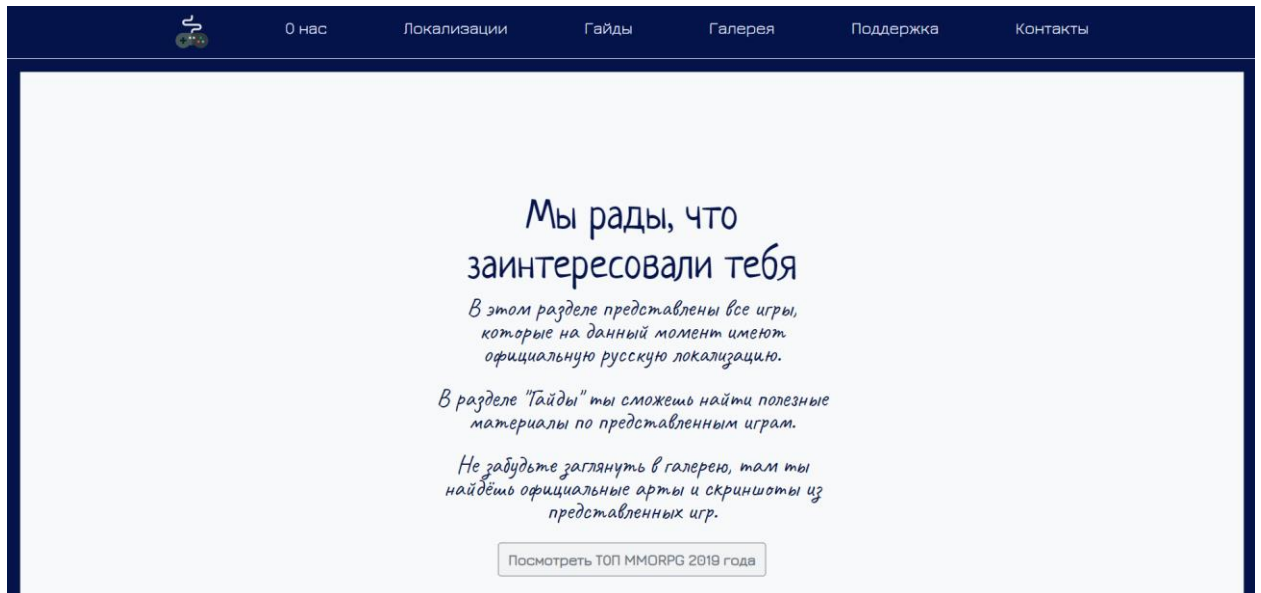 О нас Локализации Гайды Галерея Поддержка Контакты
Мы рады, что
заинтересовали тебя
В этом разделе представлены все игры,
которые на данный момент имеют
официальную русскую локализацию.
В разделе "Гайды" ты сможешь найти полезные
материалы по представленным играм.
Не забудьте заглянуть в галерею, там ты
найдёшь официальные арты и скриншоты из
представленных игр.
Посмотреть ТОП MMORPG 2019 года